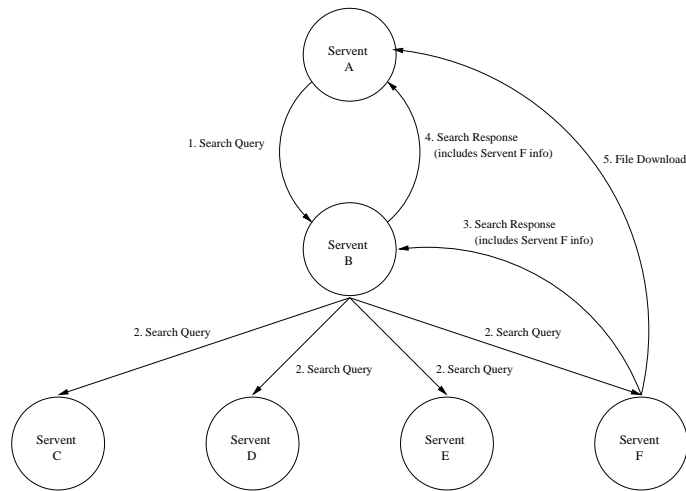 Servent
A
1. Search Query
4. Search Response
(includes Servent F info)
5. File Download
Servent
B
3. Search Response
(includes Servent F info)
2. Search Query
2. Search Query
2. Search Query
2. Search Query
Servent
C
Servent
D
Servent
E
Servent
F